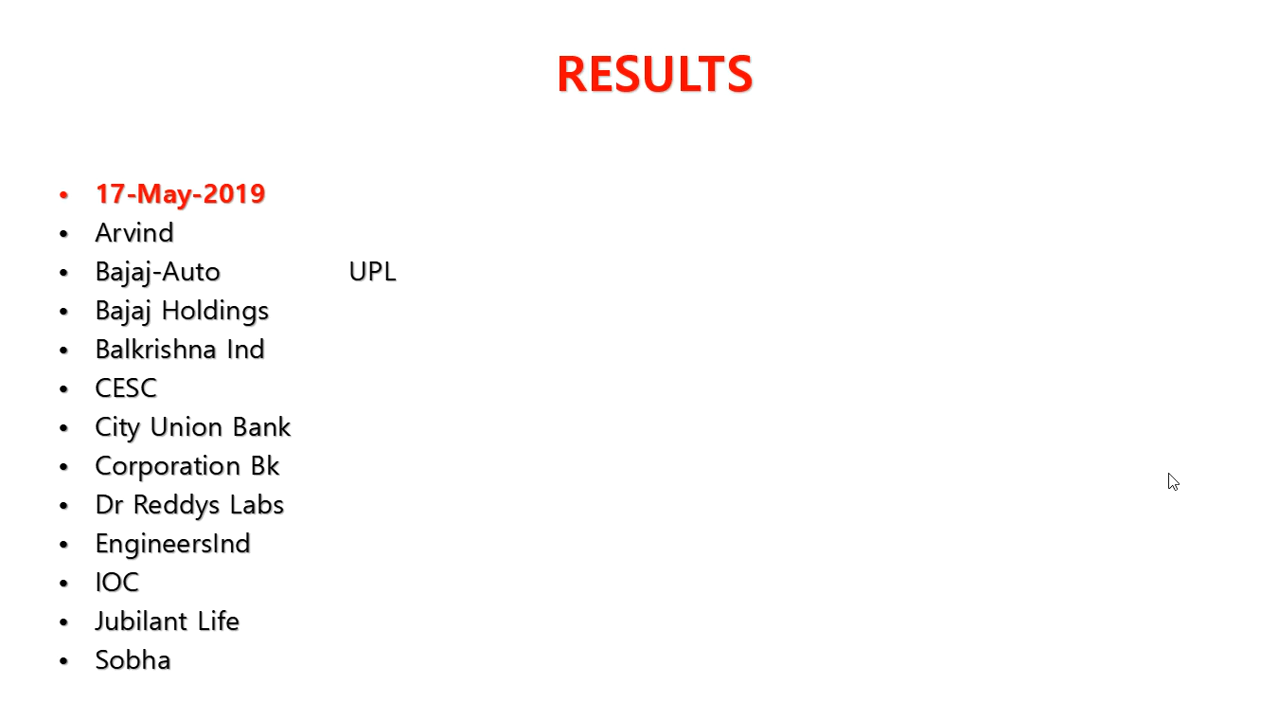 RESULTS
• 17-May-2019
• Arvind
• Bajaj-Auto UPL
• Bajaj Holdings
• Balkrishna Ind
• CESC
• City Union Bank
• Corporation Bk
• Dr Reddys Labs
• EngineersInd
• IOC
• Jubilant Life
• Sobha